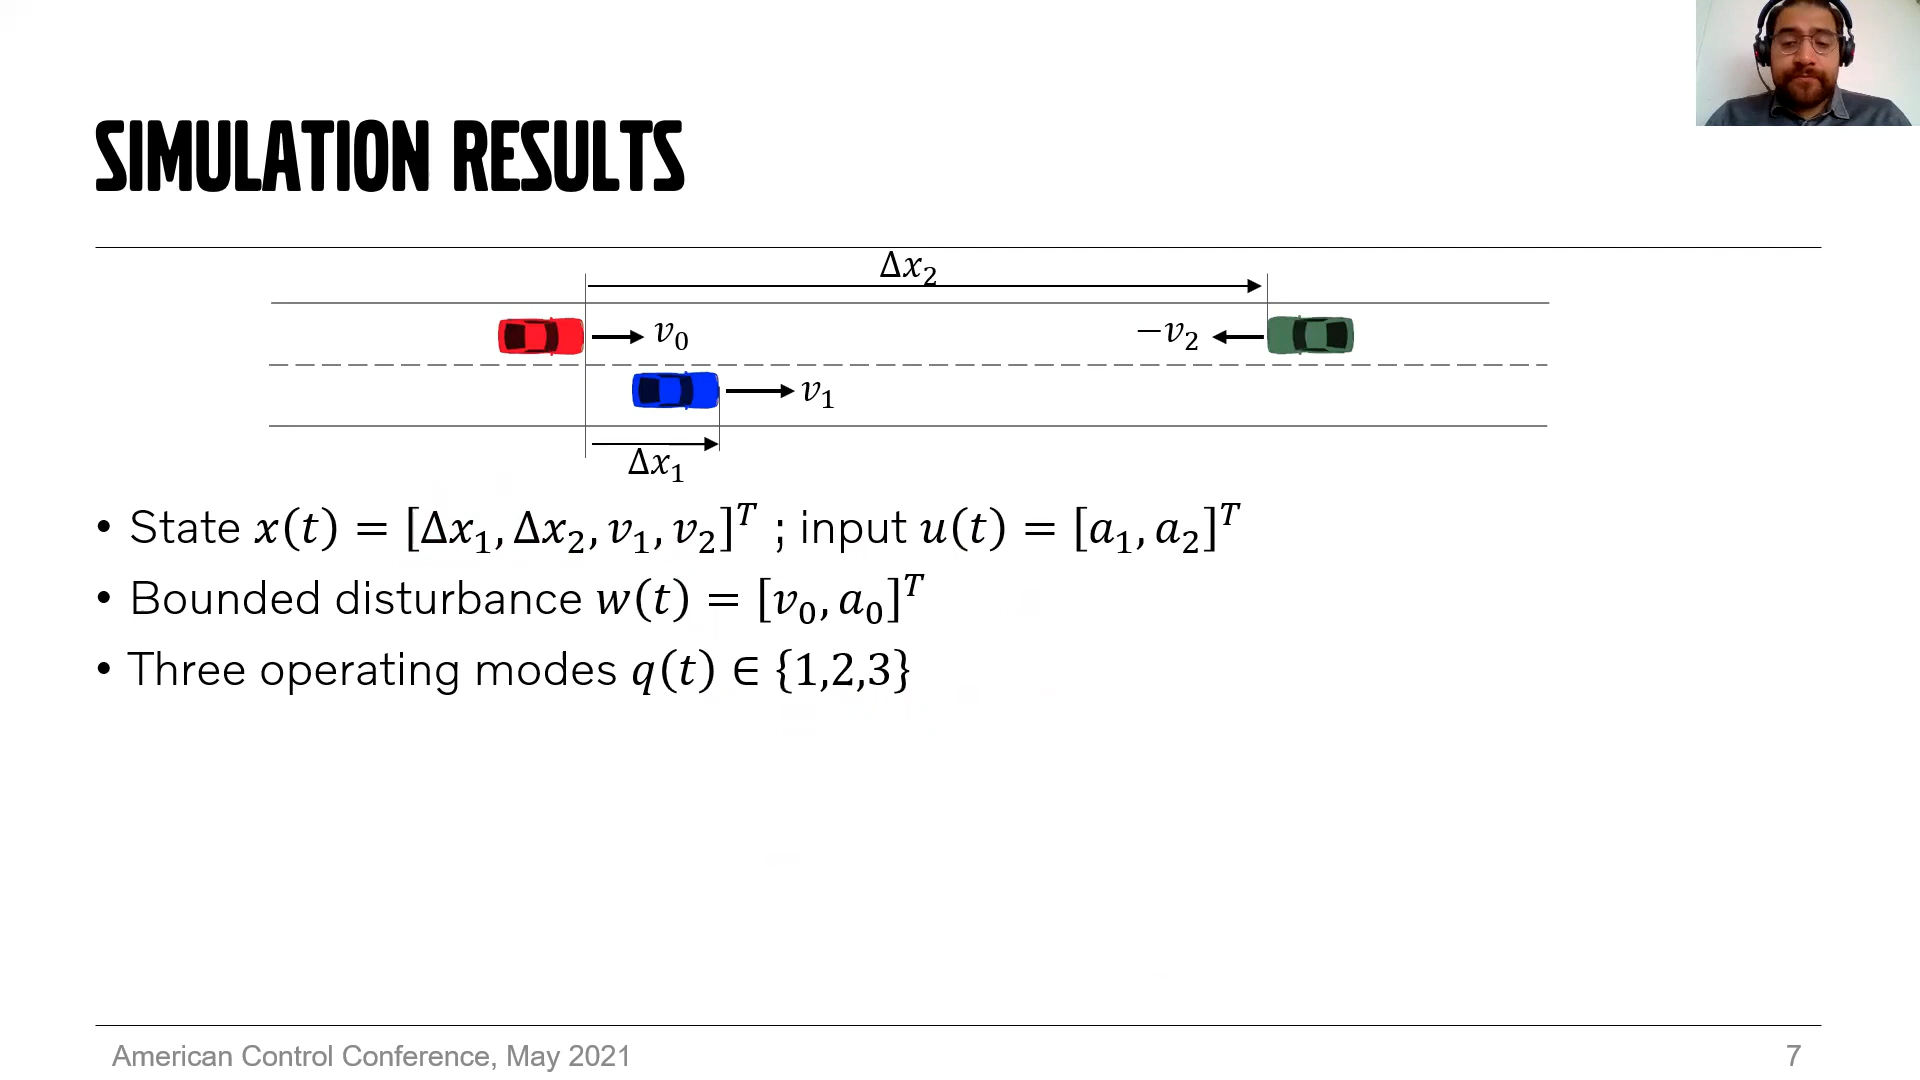 SIMULATION RESULTS
Δx₂
v₀
−v₂
v₁
Δx₁
• State x(t) = [Δx₁, Δx₂, v₁, v₂]ᵀ ; input u(t) = [a₁, a₂]ᵀ
• Bounded disturbance w(t) = [v₀, a₀]ᵀ
• Three operating modes q(t) ∈ {1,2,3}
American Control Conference, May 2021
7